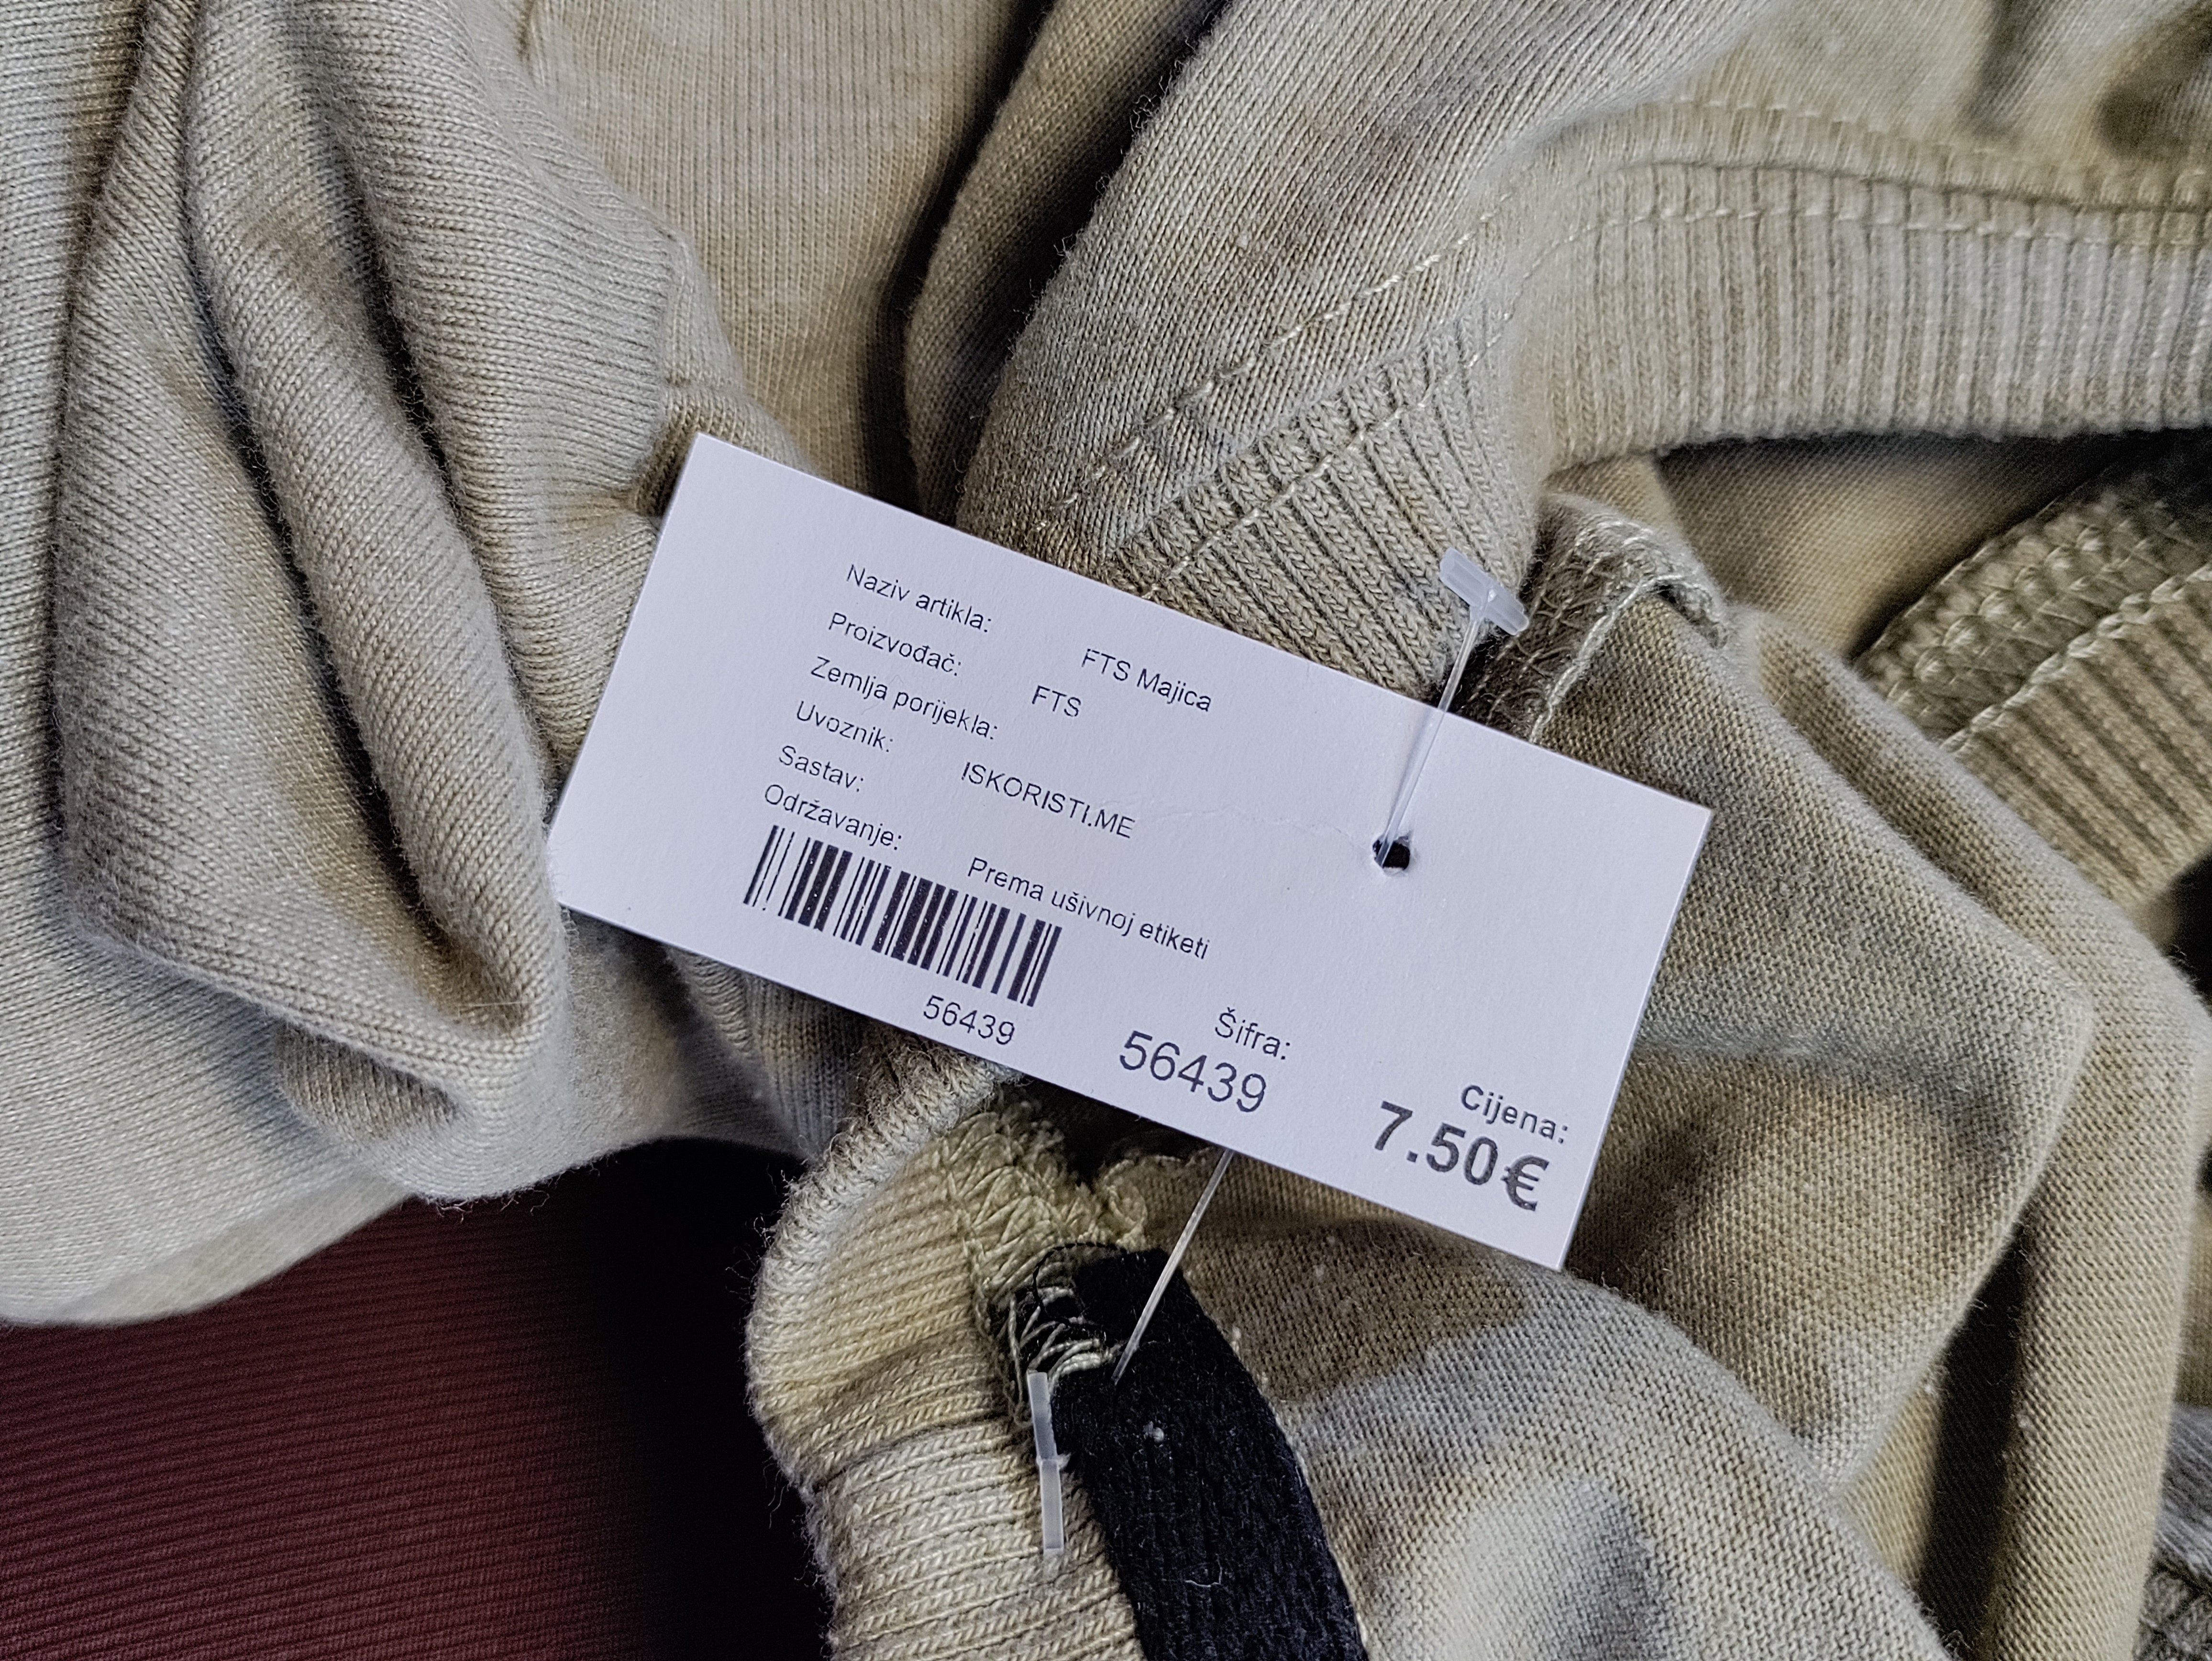 Naziv artikla: FTS Majica
Proizvođač: FTS
Zemlja porijekla:
Uvoznik: ISKORISTI.ME
Sastav:
Održavanje: Prema ušivnoj etiketi
56439
Šifra:
56439
Cijena:
7.50€